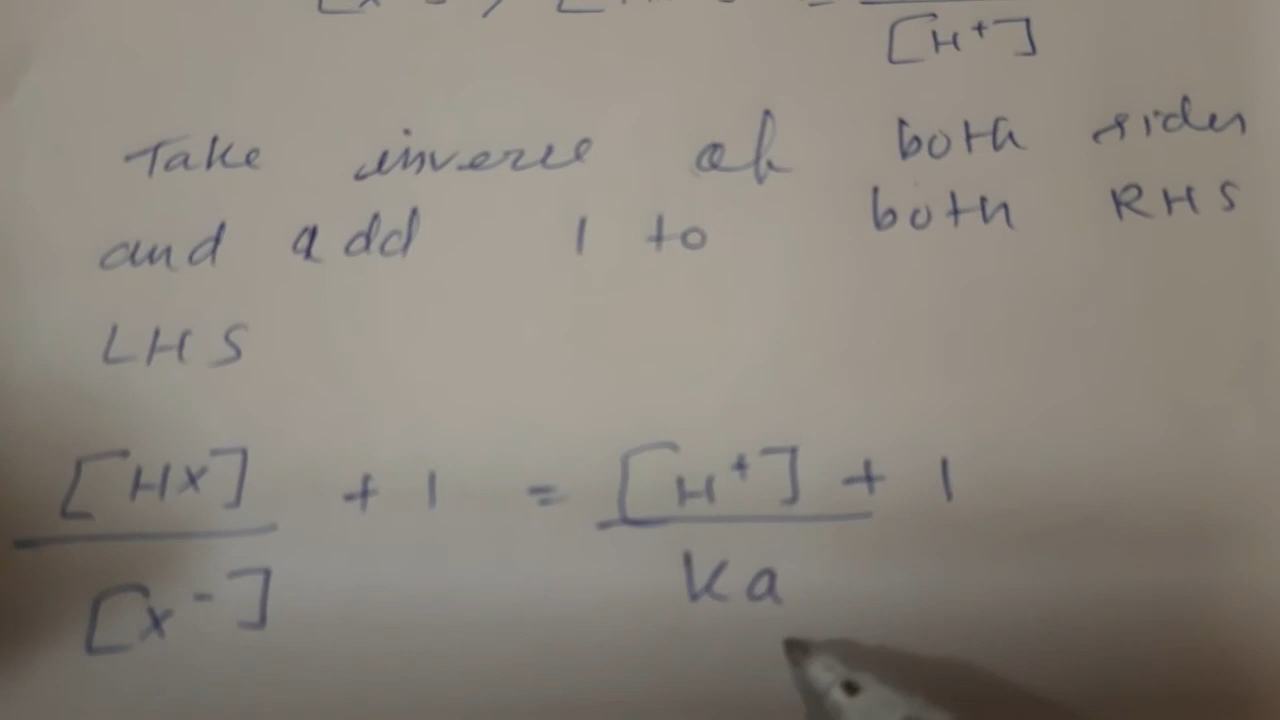 [H+]
Take inverse of both sides
and add 1 to both RHS
LHS
[HX] + 1 = [H+] + 1
[X-] Ka